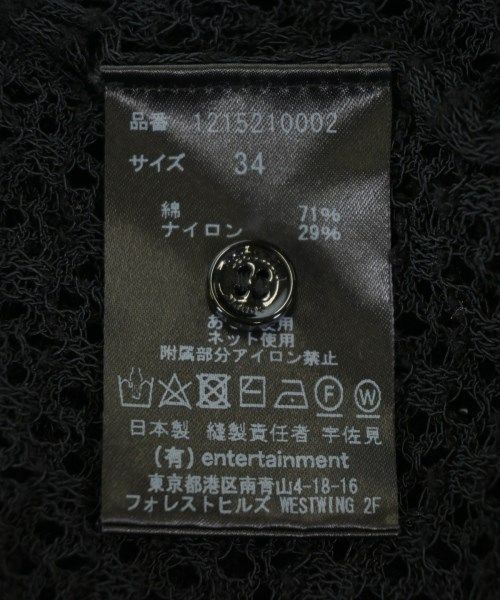 品番 1215210002
サイズ 34
綿 71%
ナイロン 29%
使用
ネット使用
附属部分アイロン禁止
F W
日本製 縫製責任者 宇佐見
(有) entertainment
東京都港区南青山4-18-16
フォレストヒルズ WESTWING 2F